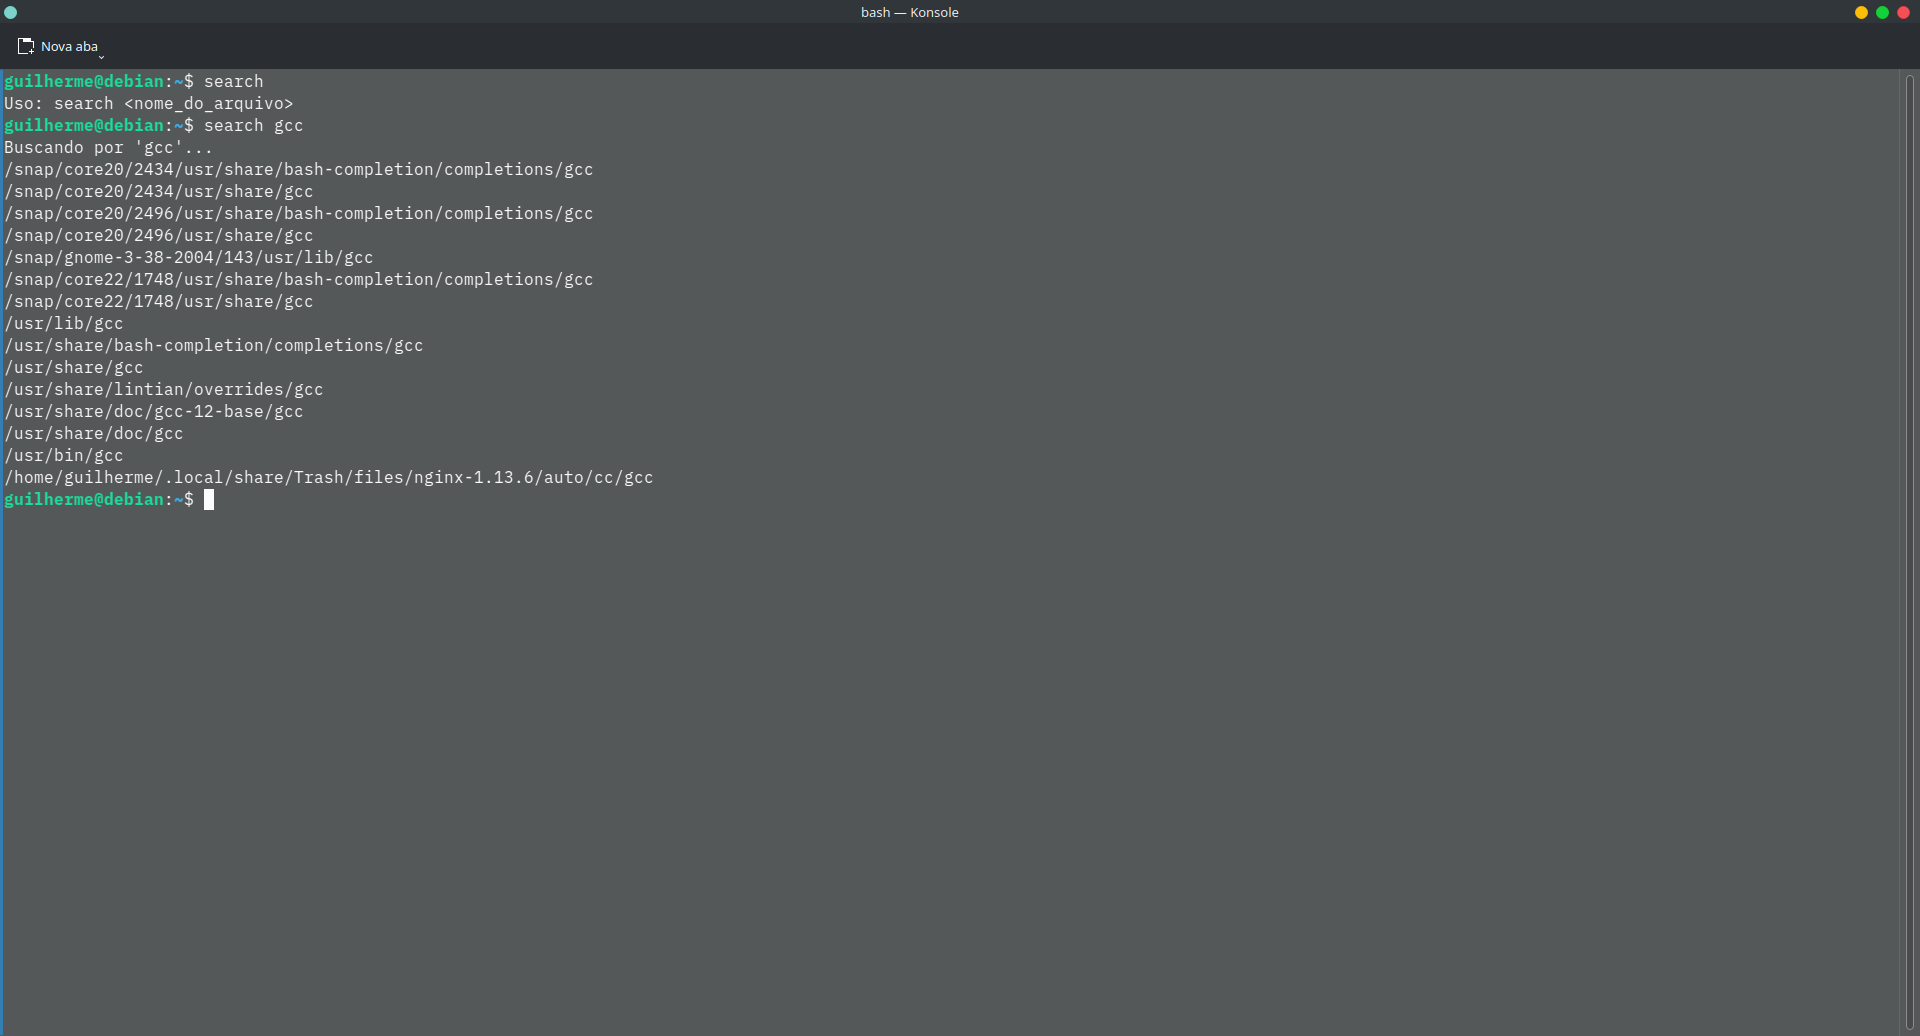 bash — Konsole
Nova aba
guilherme@debian:~$ search
Uso: search <nome_do_arquivo>
guilherme@debian:~$ search gcc
Buscando por 'gcc'...
/snap/core20/2434/usr/share/bash-completion/completions/gcc
/snap/core20/2434/usr/share/gcc
/snap/core20/2496/usr/share/bash-completion/completions/gcc
/snap/core20/2496/usr/share/gcc
/snap/gnome-3-38-2004/143/usr/lib/gcc
/snap/core22/1748/usr/share/bash-completion/completions/gcc
/snap/core22/1748/usr/share/gcc
/usr/lib/gcc
/usr/share/bash-completion/completions/gcc
/usr/share/gcc
/usr/share/lintian/overrides/gcc
/usr/share/doc/gcc-12-base/gcc
/usr/share/doc/gcc
/usr/bin/gcc
/home/guilherme/.local/share/Trash/files/nginx-1.13.6/auto/cc/gcc
guilherme@debian:~$